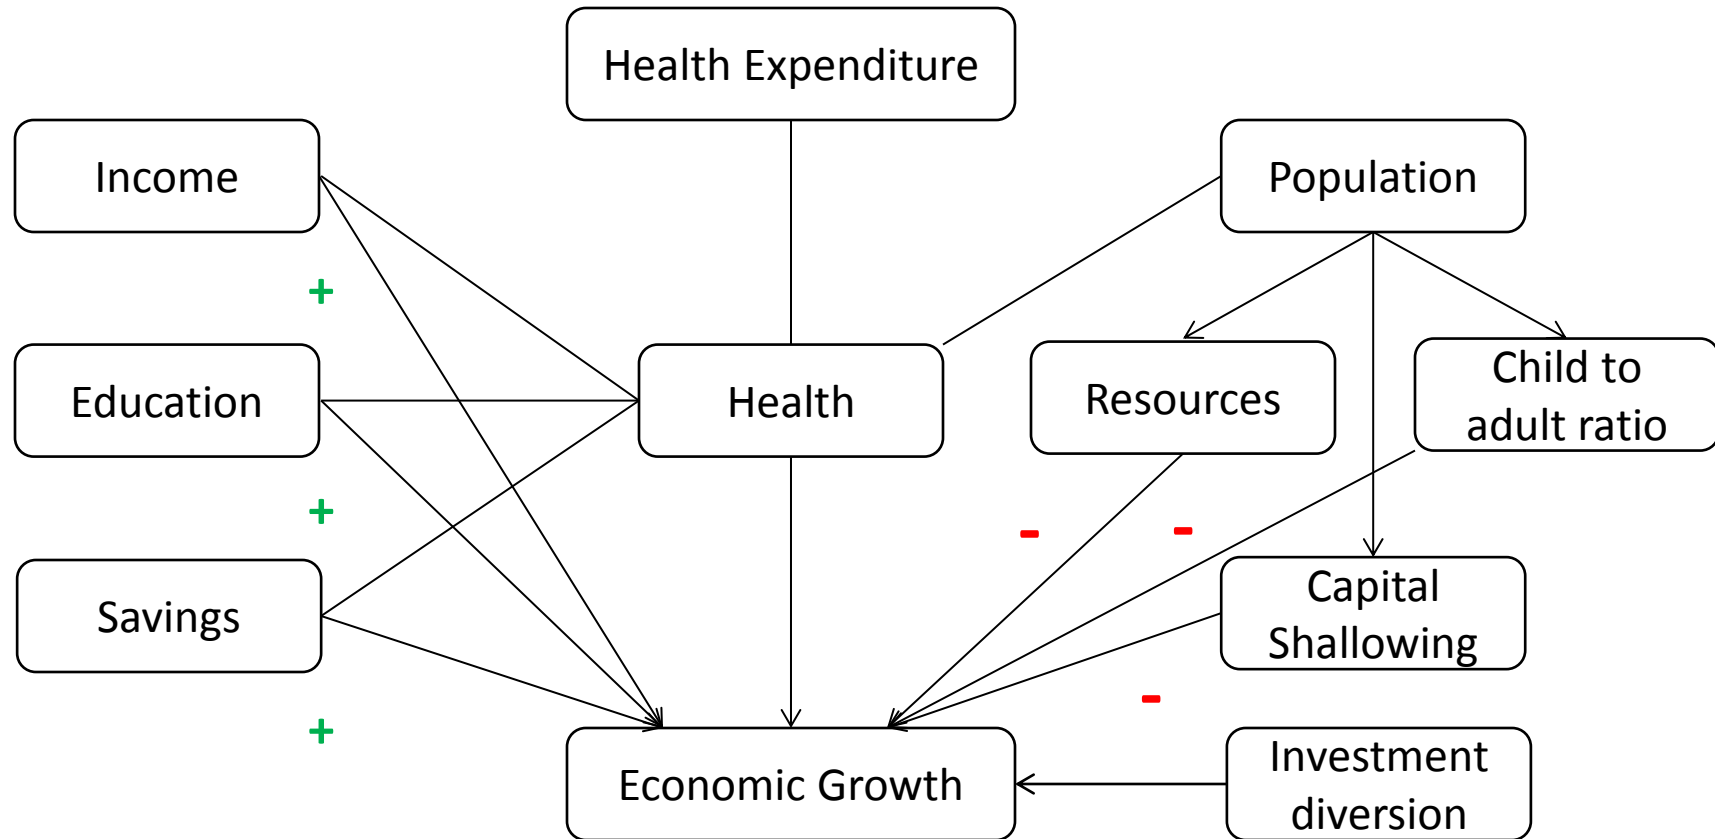 Health Expenditure
Income
Population
+
Education
Health
Resources
Child to
adult ratio
+
-
-
Savings
Capital
Shallowing
+
-
Economic Growth
Investment
diversion